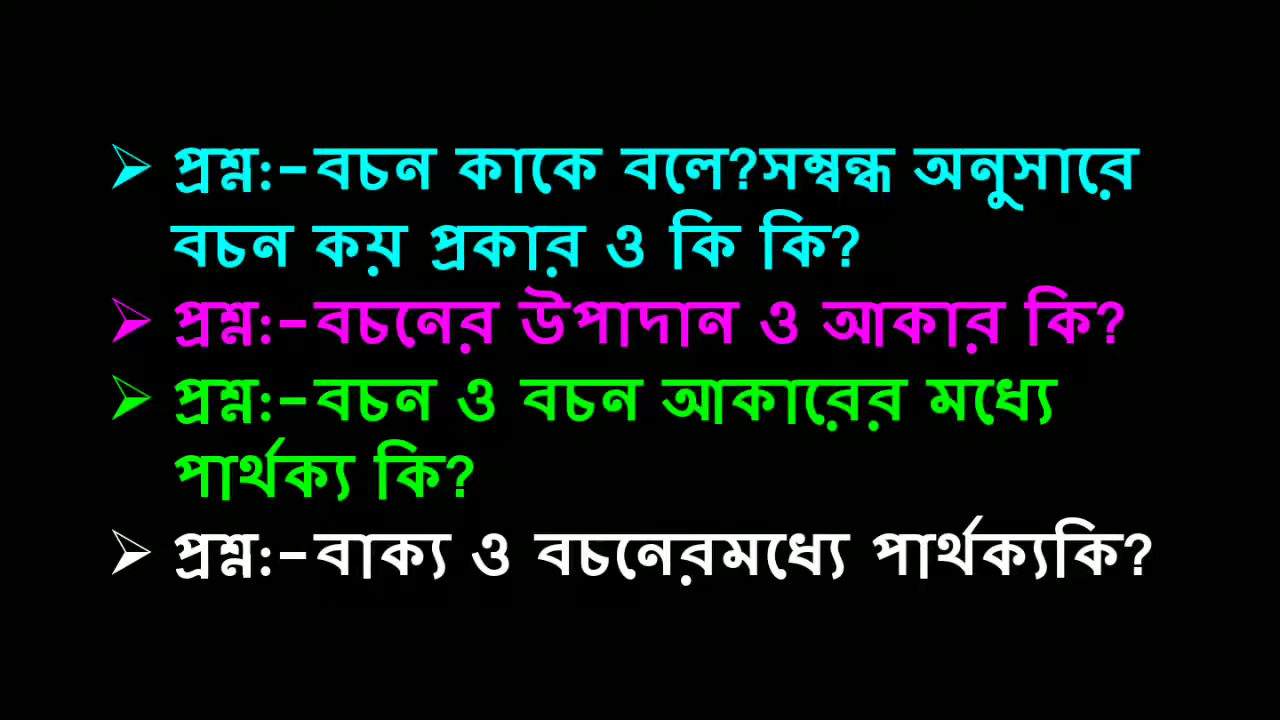 ➢ প্রশ্ন:-বচন কাকে বলে?সম্বন্ধ অনুসারে
বচন কয় প্রকার ও কি কি?
➢ প্রশ্ন:-বচনের উপাদান ও আকার কি?
➢ প্রশ্ন:-বচন ও বচন আকারের মধ্যে
পার্থক্য কি?
➢ প্রশ্ন:-বাক্য ও বচনেরমধ্যে পার্থক্যকি?